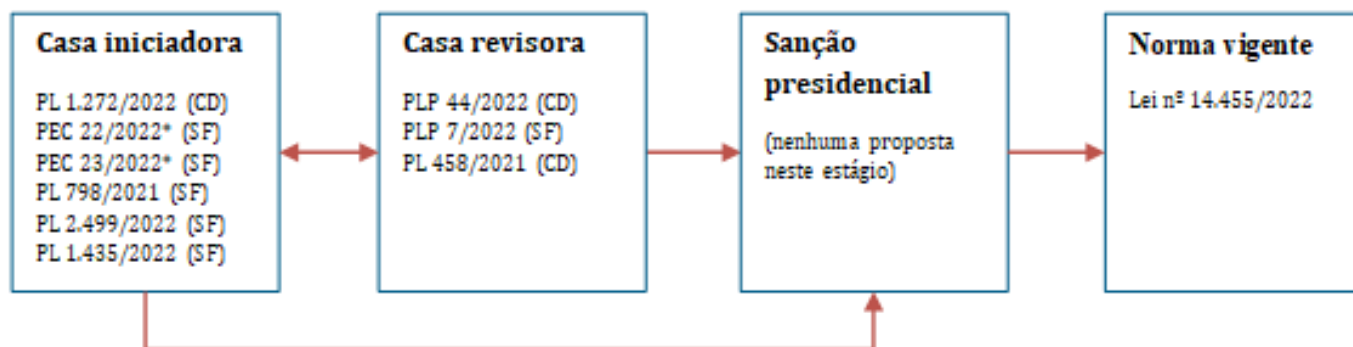 Casa iniciadora
PL 1.272/2022 (CD)
PEC 22/2022* (SF)
PEC 23/2022* (SF)
PL 798/2021 (SF)
PL 2.499/2022 (SF)
PL 1.435/2022 (SF)
Casa revisora
PLP 44/2022 (CD)
PLP 7/2022 (SF)
PL 458/2021 (CD)
Sanção
presidencial
(nenhuma proposta
neste estágio)
Norma vigente
Lei nº 14.455/2022